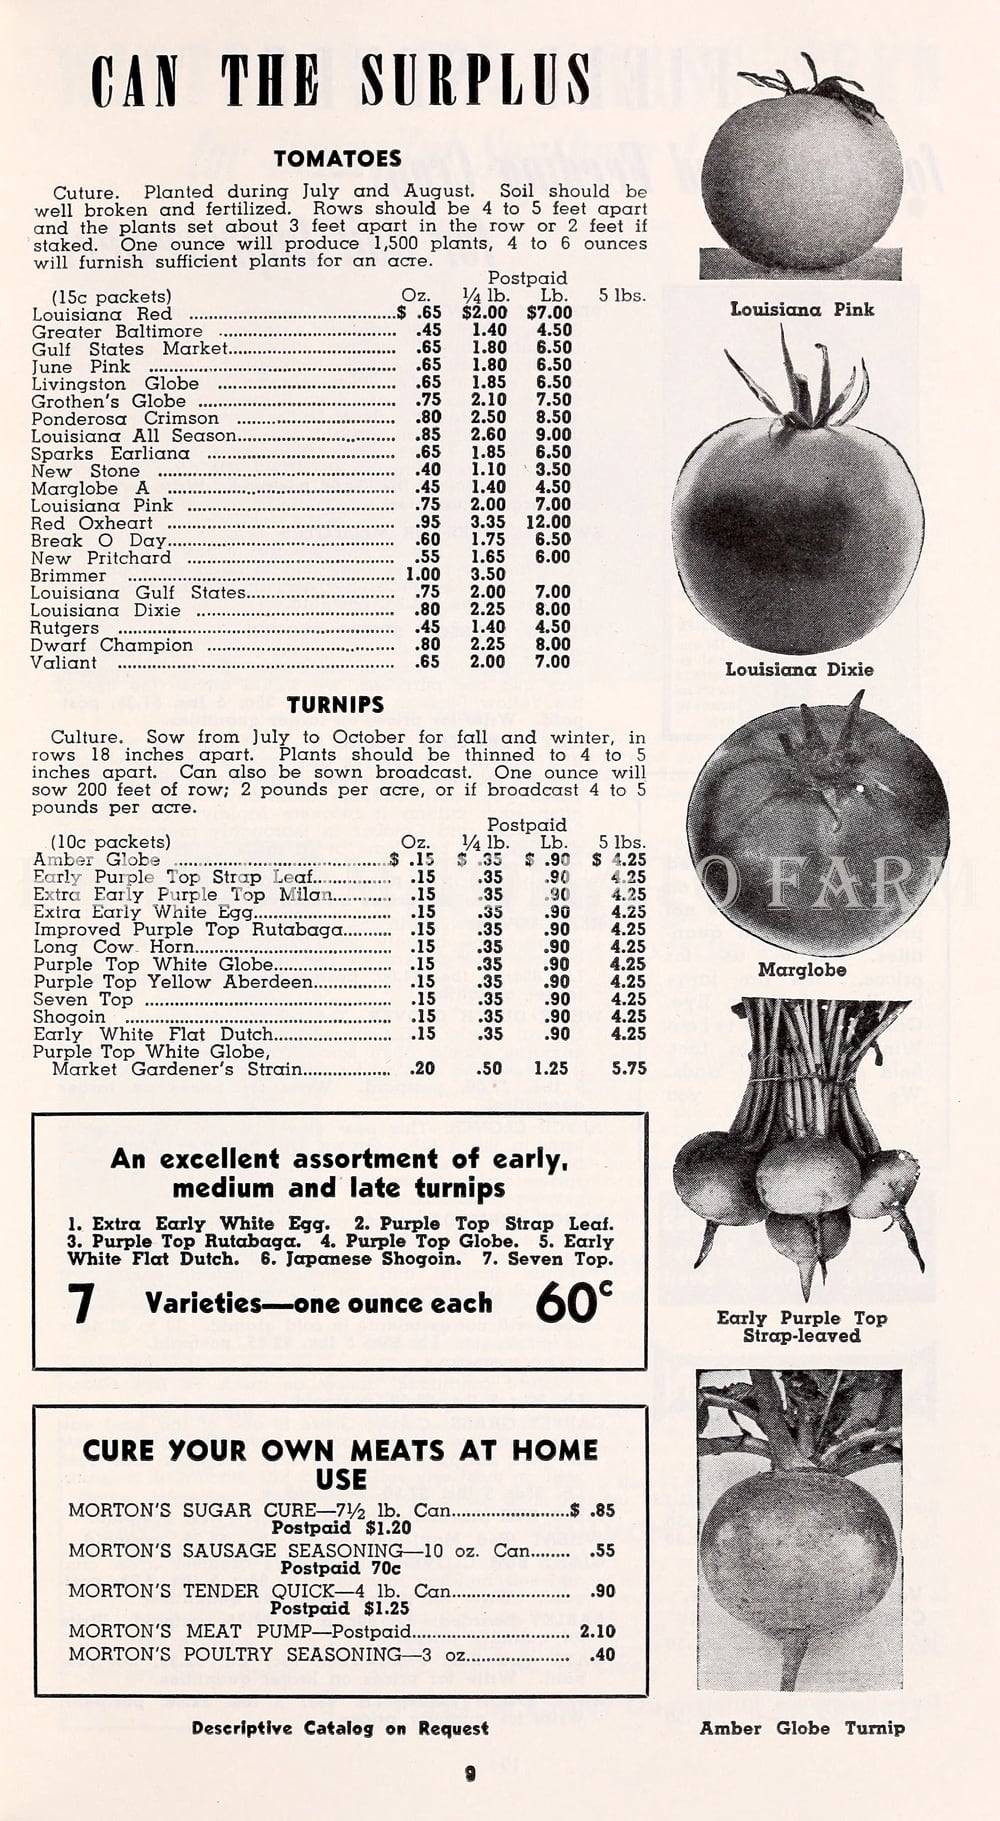 CAN THE SURPLUS
TOMATOES
Cuture. Planted during July and August. Soil should be
well broken and fertilized. Rows should be 4 to 5 feet apart
and the plants set about 3 feet apart in the row or 2 feet if
staked. One ounce will produce 1,500 plants, 4 to 6 ounces
will furnish sufficient plants for an acre.
Postpaid
(15c packets) Oz. ¼ lb. Lb. 5 lbs.
Louisiana Red $ .65 $2.00 $7.00
Greater Baltimore .45 1.40 4.50
Gulf States Market .65 1.80 6.50
June Pink .65 1.80 6.50
Livingston Globe .65 1.85 6.50
Grothen's Globe .75 2.10 7.50
Ponderosa Crimson .80 2.50 8.50
Louisiana All Season .85 2.60 9.00
Sparks Earliana .65 1.85 6.50
New Stone .40 1.10 3.50
Marglobe A .45 1.40 4.50
Louisiana Pink .75 2.00 7.00
Red Oxheart .95 3.35 12.00
Break O Day .60 1.75 6.50
New Pritchard .55 1.65 6.00
Brimmer 1.00 3.50
Louisiana Gulf States .75 2.00 7.00
Louisiana Dixie .80 2.25 8.00
Rutgers .45 1.40 4.50
Dwarf Champion .80 2.25 8.00
Valiant .65 2.00 7.00
TURNIPS
Culture. Sow from July to October for fall and winter, in
rows 18 inches apart. Plants should be thinned to 4 to 5
inches apart. Can also be sown broadcast. One ounce will
sow 200 feet of row; 2 pounds per acre, or if broadcast 4 to 5
pounds per acre.
Postpaid
(10c packets) Oz. ¼ lb. Lb. 5 lbs.
Amber Globe $ .15 $ .35 $ .90 $ 4.25
Early Purple Top Strap Leaf .15 .35 .90 4.25
Extra Early Purple Top Milan .15 .35 .90 4.25
Extra Early White Egg .15 .35 .90 4.25
Improved Purple Top Rutabaga .15 .35 .90 4.25
Long Cow Horn .15 .35 .90 4.25
Purple Top White Globe .15 .35 .90 4.25
Purple Top Yellow Aberdeen .15 .35 .90 4.25
Seven Top .15 .35 .90 4.25
Shogoin .15 .35 .90 4.25
Early White Flat Dutch .15 .35 .90 4.25
Purple Top White Globe,
Market Gardener's Strain .20 .50 1.25 5.75
An excellent assortment of early,
medium and late turnips
1. Extra Early White Egg. 2. Purple Top Strap Leaf.
3. Purple Top Rutabaga. 4. Purple Top Globe. 5. Early
White Flat Dutch. 6. Japanese Shogoin. 7. Seven Top.
7 Varieties—one ounce each 60c
CURE YOUR OWN MEATS AT HOME
USE
MORTON'S SUGAR CURE—7½ lb. Can $ .85
Postpaid $1.20
MORTON'S SAUSAGE SEASONING—10 oz. Can .55
Postpaid 70c
MORTON'S TENDER QUICK—4 lb. Can .90
Postpaid $1.25
MORTON'S MEAT PUMP—Postpaid 2.10
MORTON'S POULTRY SEASONING—3 oz. .40
Descriptive Catalog on Request
9
Louisiana Pink
Louisiana Dixie
FARM
Marglobe
Early Purple Top
Strap-leaved
Amber Globe Turnip